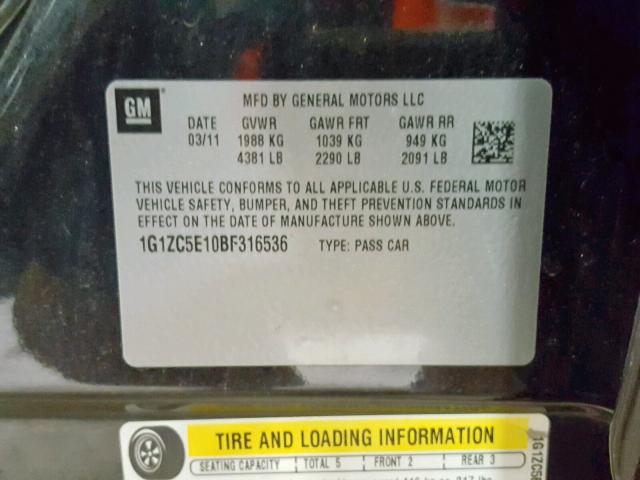 GM
MFD BY GENERAL MOTORS LLC
DATE GVWR GAWR FRT GAWR RR
03/11 1988 KG 1039 KG 949 KG
4381 LB 2290 LB 2091 LB
THIS VEHICLE CONFORMS TO ALL APPLICABLE U.S. FEDERAL MOTOR
VEHICLE SAFETY, BUMPER, AND THEFT PREVENTION STANDARDS IN
EFFECT ON THE DATE OF MANUFACTURE SHOWN ABOVE.
1G1ZC5E10BF316536 TYPE: PASS CAR
TIRE AND LOADING INFORMATION
SEATING CAPACITY TOTAL 5 FRONT 2 REAR 3
1G1ZC5